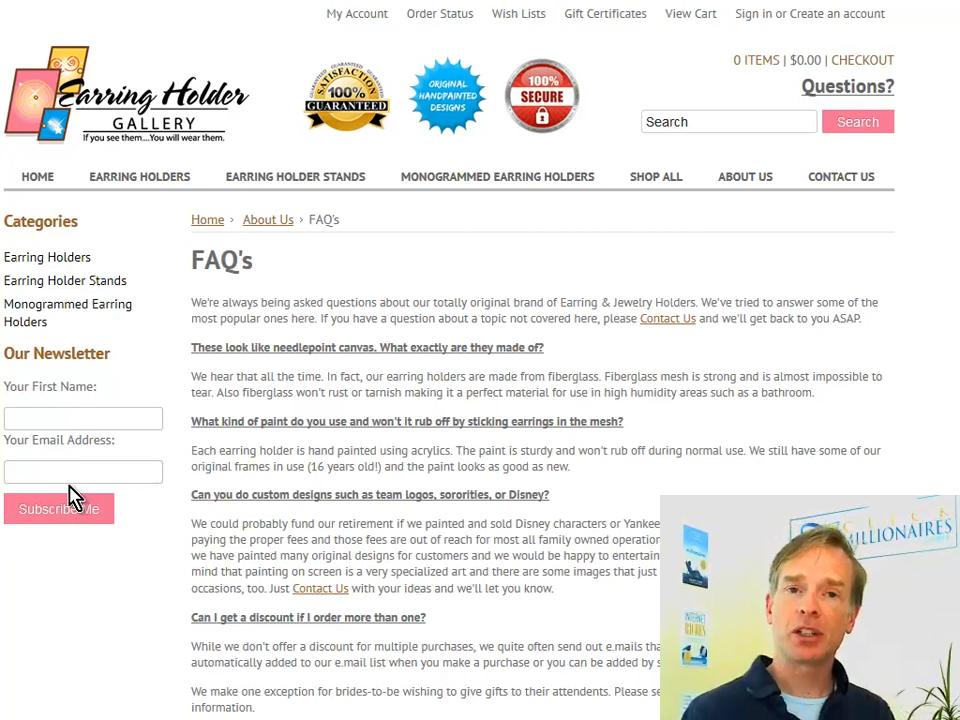 My Account Order Status Wish Lists Gift Certificates View Cart Sign in or Create an account
Earring Holder
GALLERY
If you see them...You will wear them.
SATISFACTION
100%
GUARANTEED
ORIGINAL
HANDPAINTED
DESIGNS
100%
SECURE
0 ITEMS | $0.00 | CHECKOUT
Questions?
Search Search
HOME EARRING HOLDERS EARRING HOLDER STANDS MONOGRAMMED EARRING HOLDERS SHOP ALL ABOUT US CONTACT US
Categories
Earring Holders
Earring Holder Stands
Monogrammed Earring
Holders
Our Newsletter
Your First Name:
Your Email Address:
Subscribe Me
Home › About Us › FAQ's
FAQ's
We're always being asked questions about our totally original brand of Earring & Jewelry Holders. We've tried to answer some of the
most popular ones here. If you have a question about a topic not covered here, please Contact Us and we'll get back to you ASAP.
These look like needlepoint canvas. What exactly are they made of?
We hear that all the time. In fact, our earring holders are made from fiberglass. Fiberglass mesh is strong and is almost impossible to
tear. Also fiberglass won't rust or tarnish making it a perfect material for use in high humidity areas such as a bathroom.
What kind of paint do you use and won't it rub off by sticking earrings in the mesh?
Each earring holder is hand painted using acrylics. The paint is sturdy and won't rub off during normal use. We still have some of our
original frames in use (16 years old!) and the paint looks as good as new.
Can you do custom designs such as team logos, sororities, or Disney?
We could probably fund our retirement if we painted and sold Disney characters or Yankee
paying the proper fees and those fees are out of reach for most all family owned operation
we have painted many original designs for customers and we would be happy to entertain
mind that painting on screen is a very specialized art and there are some images that just
occasions, too. Just Contact Us with your ideas and we'll let you know.
Can I get a discount if I order more than one?
While we don't offer a discount for multiple purchases, we quite often send out e.mails tha
automatically added to our e.mail list when you make a purchase or you can be added by s
We make one exception for brides-to-be wishing to give gifts to their attendents. Please se
information.
CLICK
MILLIONAIRES
INTERNET
RICHES